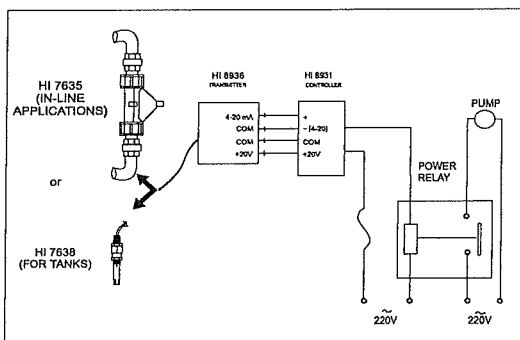 HI 7635
(IN-LINE
APPLICATIONS)
or
HI 7638
(FOR TANKS)
HI 8936
TRANSMITTER
4-20 mA
COM
COM
+20V
HI 8931
CONTROLLER
+
- (4-20)
COM
+20V
PUMP
POWER
RELAY
~
220V
~
220V